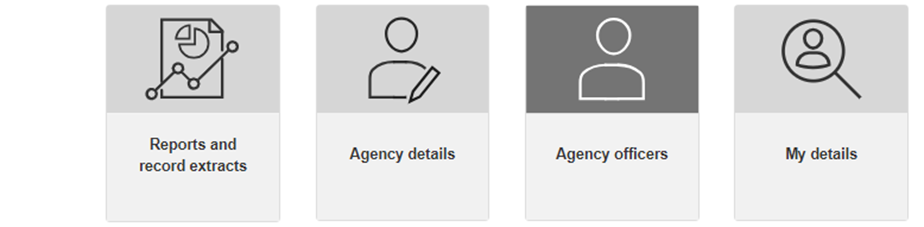 Reports and
record extracts
Agency details
Agency officers
My details